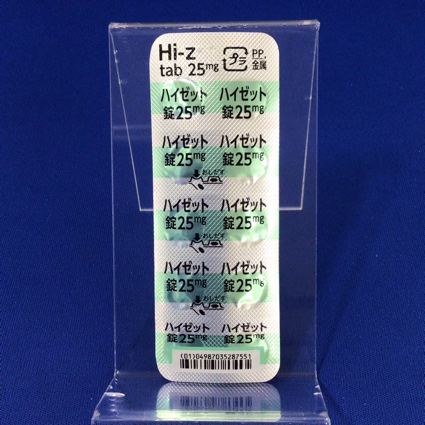 Hi-z
tab 25mg
プラ
PP,
金属
ハイゼット ハイゼット
錠25mg 錠25mg
ハイゼット ハイゼット
錠25mg 錠25mg
おしだす
ハイゼット ハイゼット
錠25mg 錠25mg
おしだす
ハイゼット ハイゼット
錠25mg 錠25mg
おしだす
ハイゼット ハイゼット
錠25mg 錠25mg
(01)04987035287551